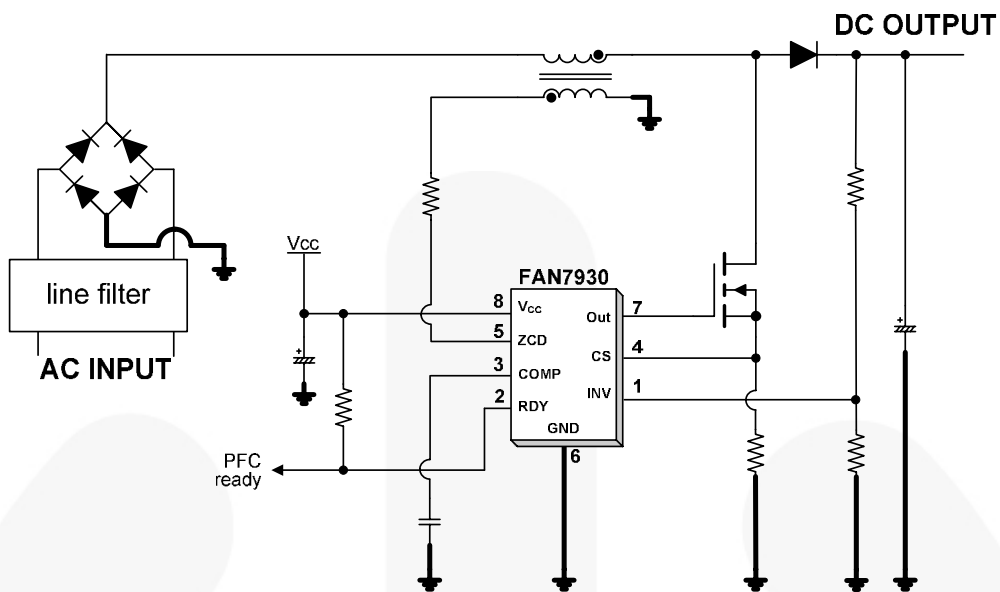 DC OUTPUT
Vcc
line filter
AC INPUT
FAN7930
8
VCC
5
ZCD
3
COMP
2
RDY
Out
7
CS
4
INV
1
GND
6
PFC
ready
+
+